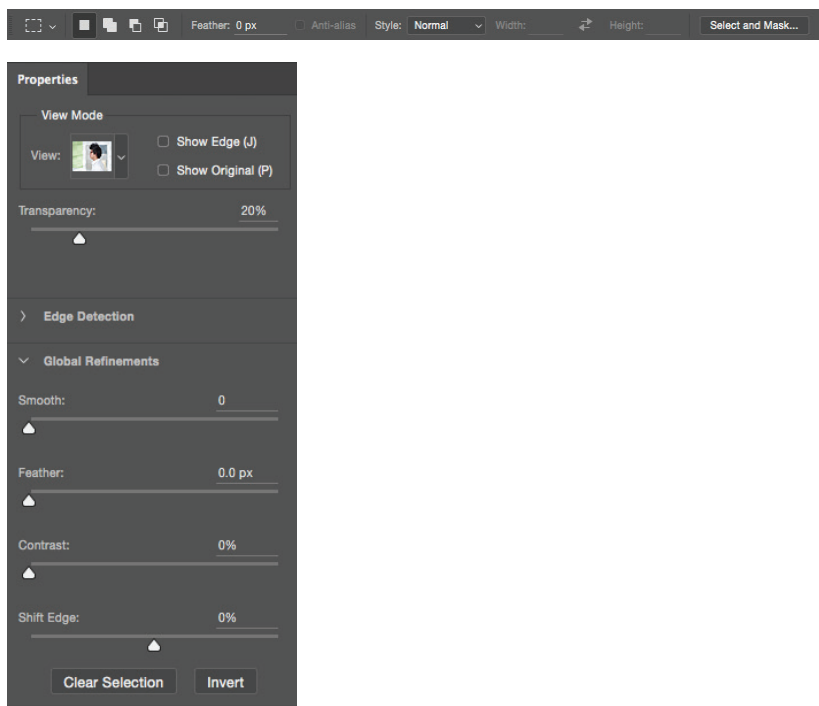 Feather: 0 px Anti-alias Style: Normal Width: Height: Select and Mask...
Properties
View Mode
View:
Show Edge (J)
Show Original (P)
Transparency: 20%
Edge Detection
Global Refinements
Smooth: 0
Feather: 0.0 px
Contrast: 0%
Shift Edge: 0%
Clear Selection Invert